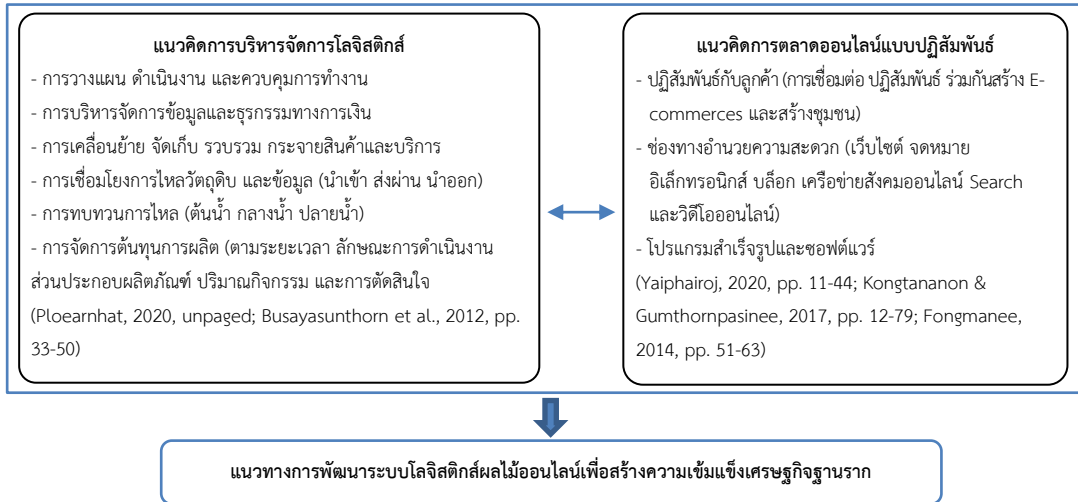 แนวคิดการบริหารจัดการโลจิสติกส์
- การวางแผน ดำเนินงาน และควบคุมการทำงาน
- การบริหารจัดการข้อมูลและธุรกรรมทางการเงิน
- การเคลื่อนย้าย จัดเก็บ รวบรวม กระจายสินค้าและบริการ
- การเชื่อมโยงการไหลวัตถุดิบ และข้อมูล (นำเข้า ส่งผ่าน นำออก)
- การทบทวนการไหล (ต้นน้ำ กลางน้ำ ปลายน้ำ)
- การจัดการต้นทุนการผลิต (ตามระยะเวลา ลักษณะการดำเนินงาน
ส่วนประกอบผลิตภัณฑ์ ปริมาณกิจกรรม และการตัดสินใจ
(Ploearnhat, 2020, unpaged; Busayasunthorn et al., 2012, pp.
33-50)
แนวคิดการตลาดออนไลน์แบบปฏิสัมพันธ์
- ปฏิสัมพันธ์กับลูกค้า (การเชื่อมต่อ ปฏิสัมพันธ์ ร่วมกันสร้าง E-
commerces และสร้างชุมชน)
- ช่องทางอำนวยความสะดวก (เว็บไซต์ จดหมาย
อิเล็กทรอนิกส์ บล็อก เครือข่ายสังคมออนไลน์ Search
และวิดีโอออนไลน์)
- โปรแกรมสำเร็จรูปและซอฟต์แวร์
(Yaiphairoj, 2020, pp. 11-44; Kongtananon &
Gumthornpasinee, 2017, pp. 12-79; Fongmanee,
2014, pp. 51-63)
แนวทางการพัฒนาระบบโลจิสติกส์ผลไม้ออนไลน์เพื่อสร้างความเข้มแข็งเศรษฐกิจฐานราก